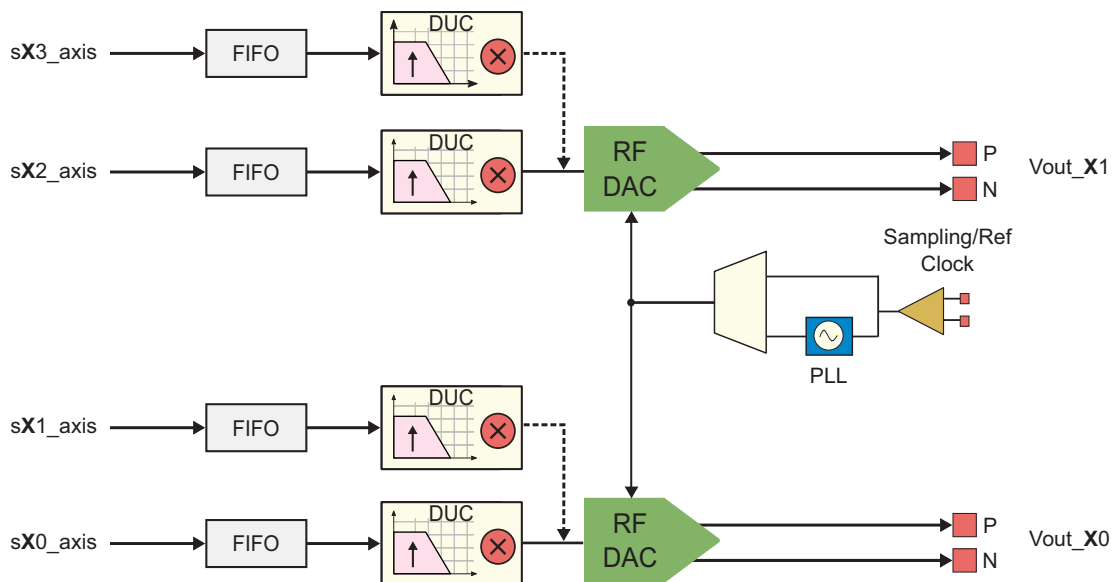 sX3_axis
FIFO
DUC
sX2_axis
FIFO
DUC
RF
DAC
P
N
Vout_X1
Sampling/Ref
Clock
PLL
sX1_axis
FIFO
DUC
sX0_axis
FIFO
DUC
RF
DAC
P
N
Vout_X0